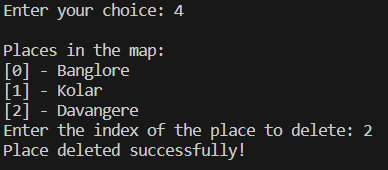 Enter your choice: 4
Places in the map:
[0] - Banglore
[1] - Kolar
[2] - Davangere
Enter the index of the place to delete: 2
Place deleted successfully!